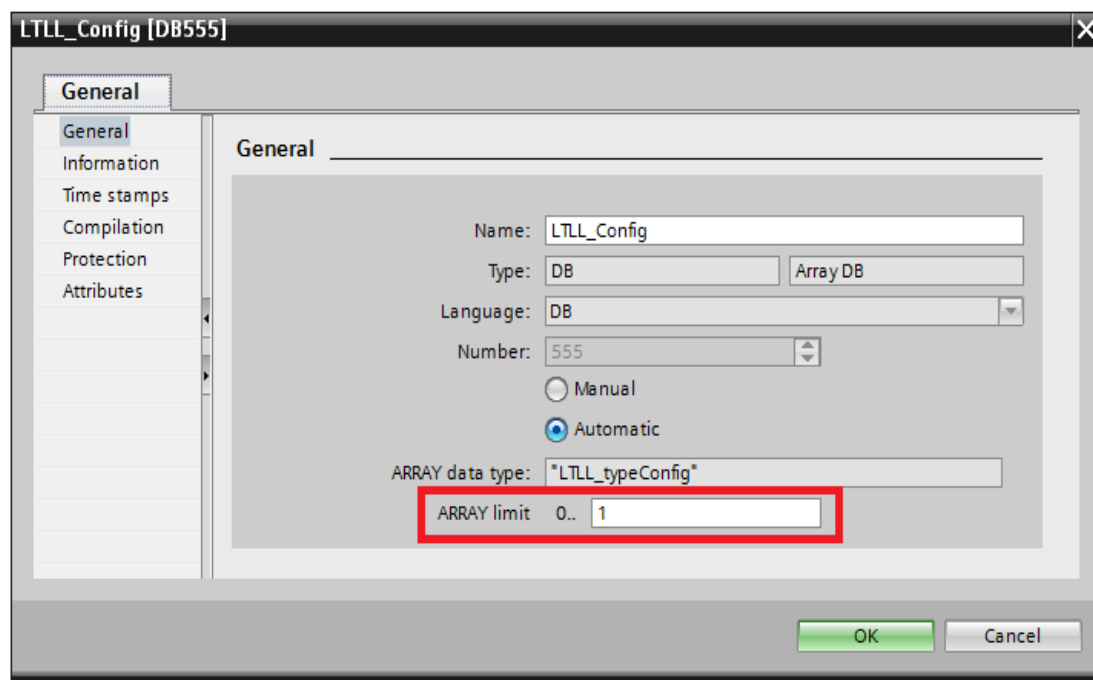 LTLL_Config [DB555]
General
General
Information
Time stamps
Compilation
Protection
Attributes
General
Name: LTLL_Config
Type: DB Array DB
Language: DB
Number: 555
Manual
Automatic
ARRAY data type: "LTLL_typeConfig"
ARRAY limit 0.. 1
OK Cancel